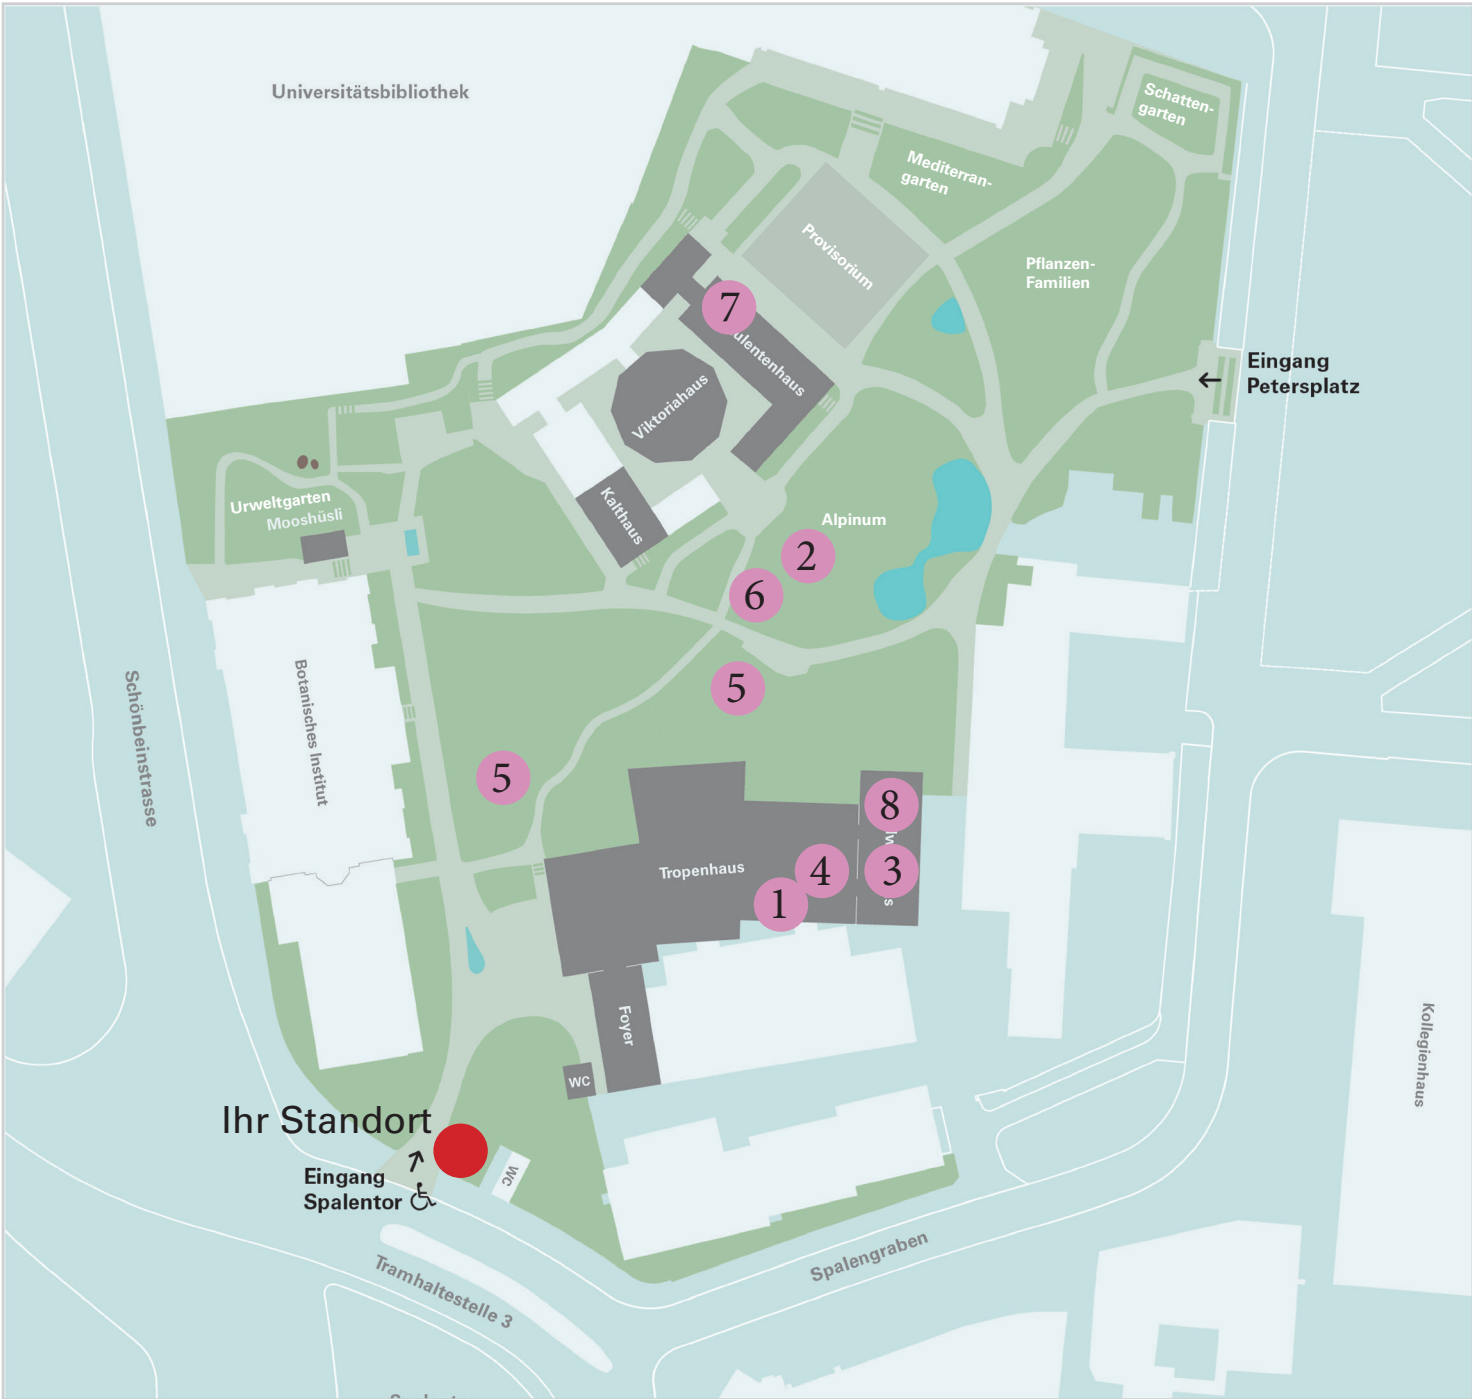 Universitätsbibliothek
Schatten-
garten
Mediterran-
garten
Provisorium
Pflanzen-
Familien
7
ulentenhaus
Viktoriahaus
Eingang
Petersplatz
Kalthaus
Urweltgarten
Mooshüsli
Alpinum
2
6
5
5
Botanisches Institut
Schönbeinstrasse
8
Tropenhaus
4
3
1
s
Foyer
WC
Kollegienhaus
Ihr Standort
Eingang
Spalentor
WC
Spalengraben
Tramhaltestelle 3